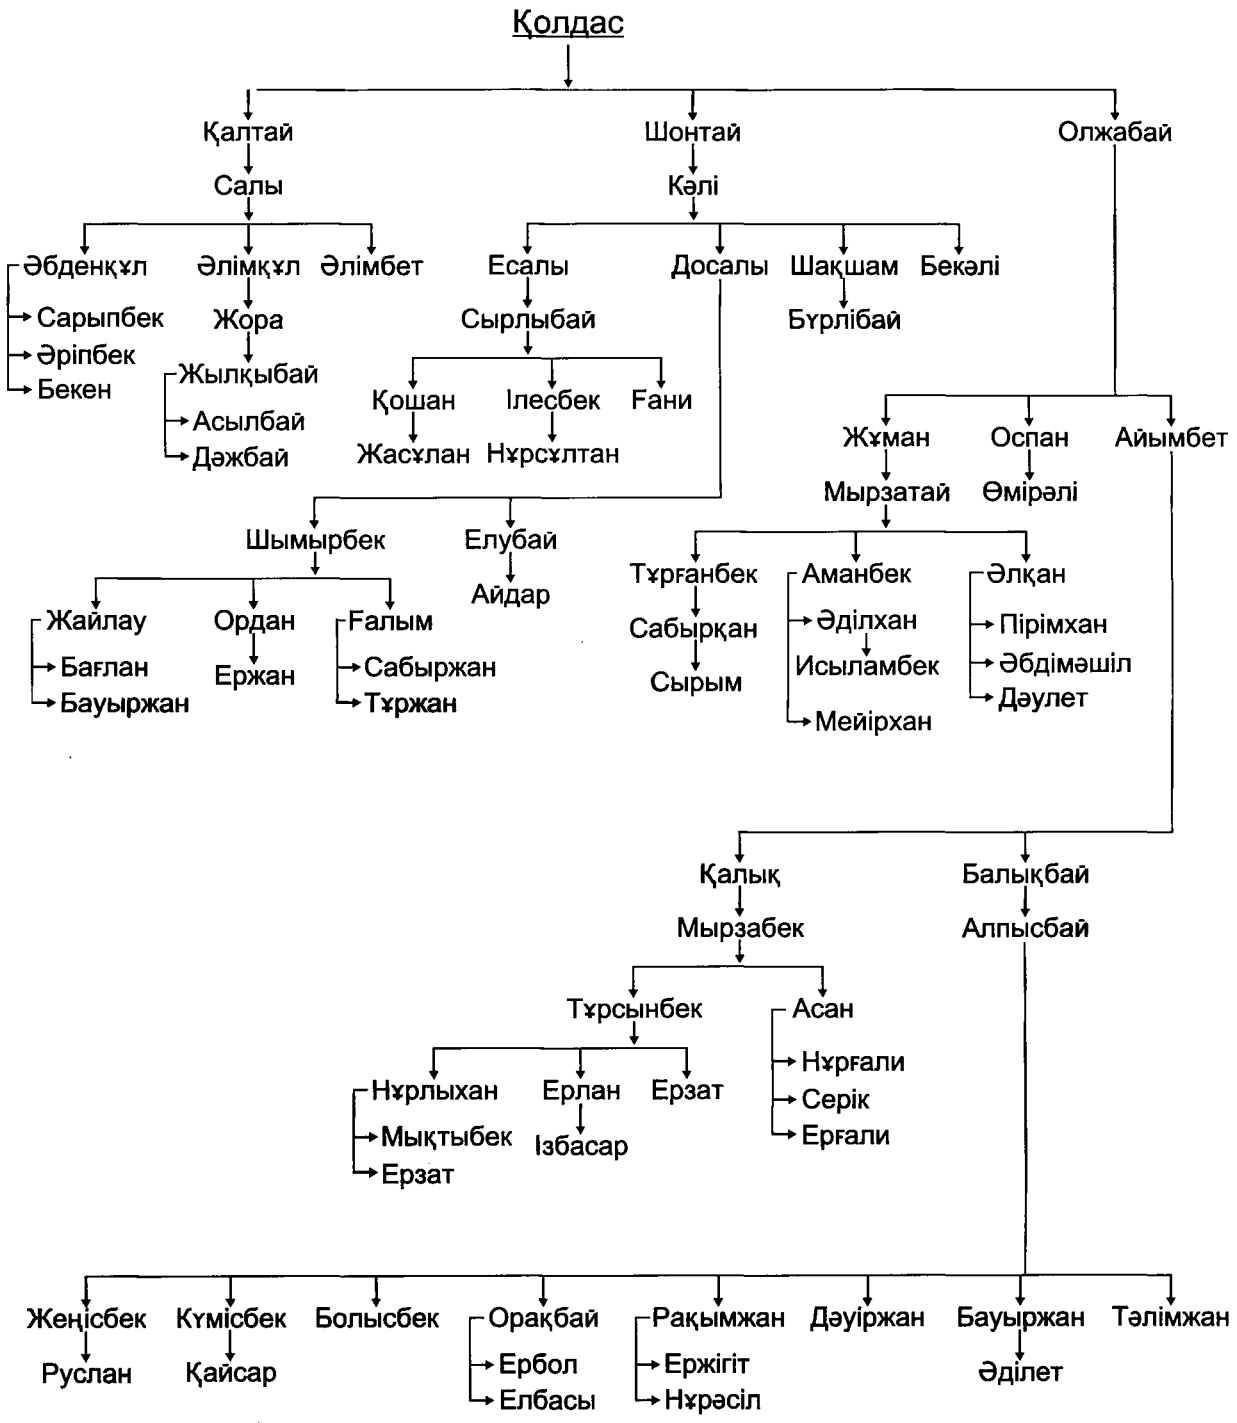 Қолдас
Қалтай Шонтай Олжабай
Салы Кәлі
Әбденқұл Әлімқұл Әлімбет Есалы Досалы Шақшам Бекәлі
Сарыпбек Жора Сырлыбай Бүрлібай
Әріпбек
Бекен Жылқыбай Қошан Ілесбек Ғани
Асылбай Жұман Оспан Айымбет
Дәжбай Жасұлан Нұрсұлтан
Мырзатай Өмірәлі
Шымырбек Елубай
Тұрғанбек Аманбек Әлқан
Айдар
Жайлау Ордан Ғалым Сабырқан Әділхан Пірімхан
Бағлан Ержан Сабыржан Сырым Исыламбек Әбдімәшіл
Бауыржан Тұржан Мейірхан Дәулет
Қалық Балықбай
Мырзабек Алпысбай
Тұрсынбек Асан
Нұрғали
Нұрлыхан Ерлан Ерзат Серік
Мықтыбек Ізбасар Ерғали
Ерзат
Жеңісбек Күмісбек Болысбек Орақбай Рақымжан Дәуіржан Бауыржан Тәлімжан
Руслан Қайсар Ербол Ержігіт Әділет
Елбасы Нұрәсіл